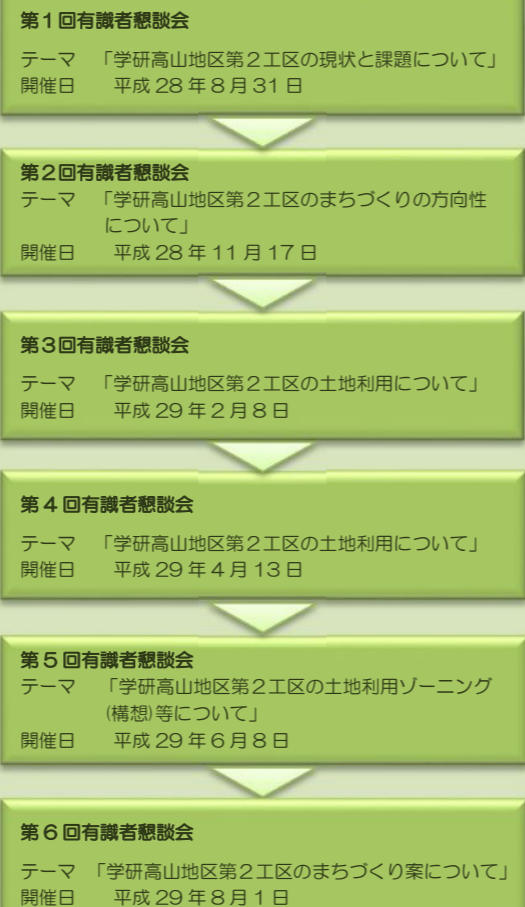 第1回有識者懇談会
テーマ 「学研高山地区第2工区の現状と課題について」
開催日 平成 28 年 8 月 31 日
第2回有識者懇談会
テーマ 「学研高山地区第2工区のまちづくりの方向性
について」
開催日 平成 28 年 11 月 17 日
第3回有識者懇談会
テーマ 「学研高山地区第2工区の土地利用について」
開催日 平成 29 年 2 月 8 日
第 4 回有識者懇談会
テーマ 「学研高山地区第2工区の土地利用について」
開催日 平成 29 年 4 月 13 日
第 5 回有識者懇談会
テーマ 「学研高山地区第2工区の土地利用ゾーニング
(構想)等について」
開催日 平成 29 年 6 月 8 日
第 6 回有識者懇談会
テーマ 「学研高山地区第2工区のまちづくり案について」
開催日 平成 29 年 8 月 1 日